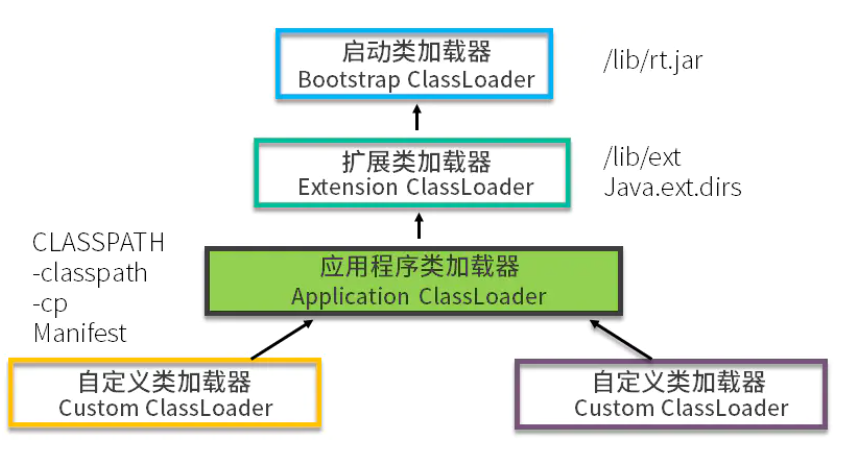 启动类加载器
Bootstrap ClassLoader
/lib/rt.jar
扩展类加载器
Extension ClassLoader
/lib/ext
Java.ext.dirs
CLASSPATH
-classpath
-cp
Manifest
应用程序类加载器
Application ClassLoader
自定义类加载器
Custom ClassLoader
自定义类加载器
Custom ClassLoader